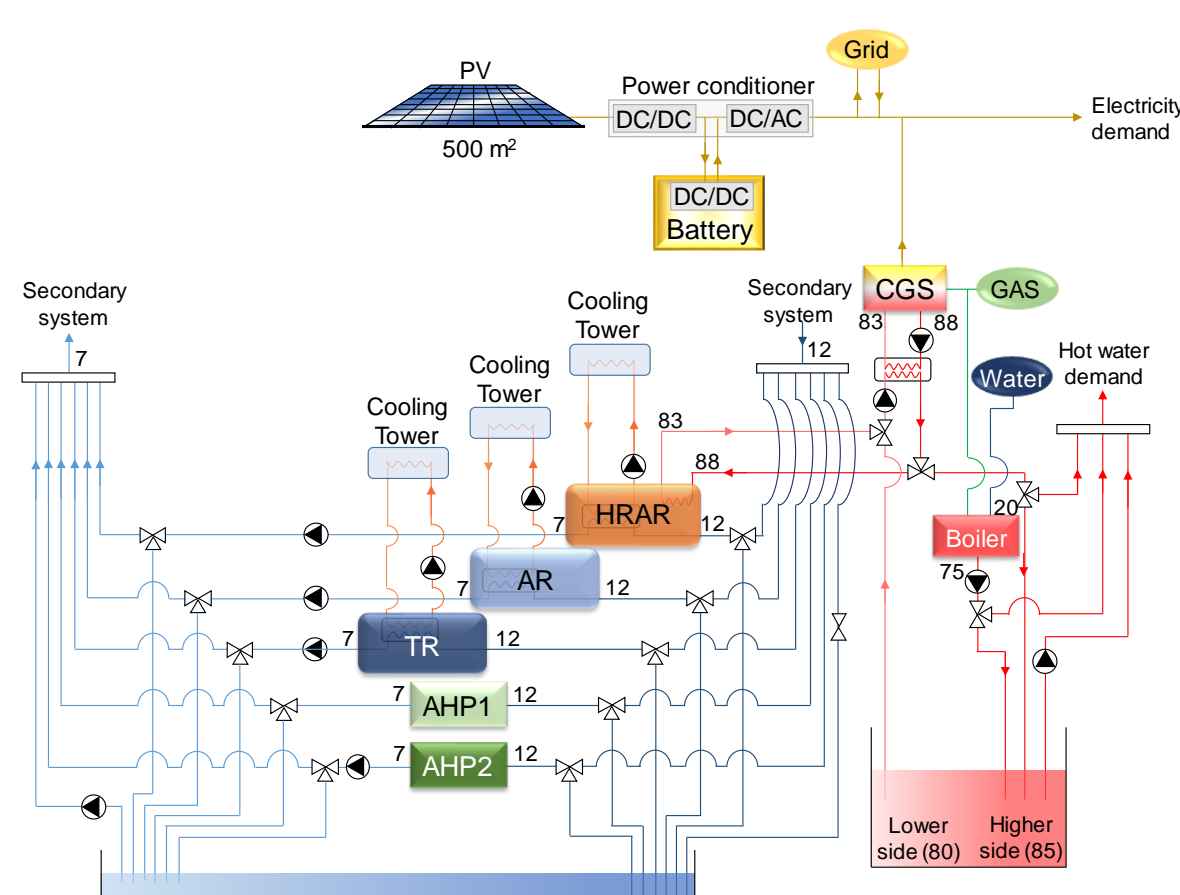 Grid
PV
Power conditioner
DC/DC
DC/AC
Electricity
demand
500 m²
DC/DC
Battery
Secondary
system
7
Cooling
Tower
Cooling
Tower
Cooling
Tower
Secondary
system
12
CGS
GAS
83
88
Water
Hot water
demand
83
88
HRAR
7
12
20
Boiler
75
AR
7
12
TR
7
12
AHP1
7
12
AHP2
7
12
Lower
side (80)
Higher
side (85)